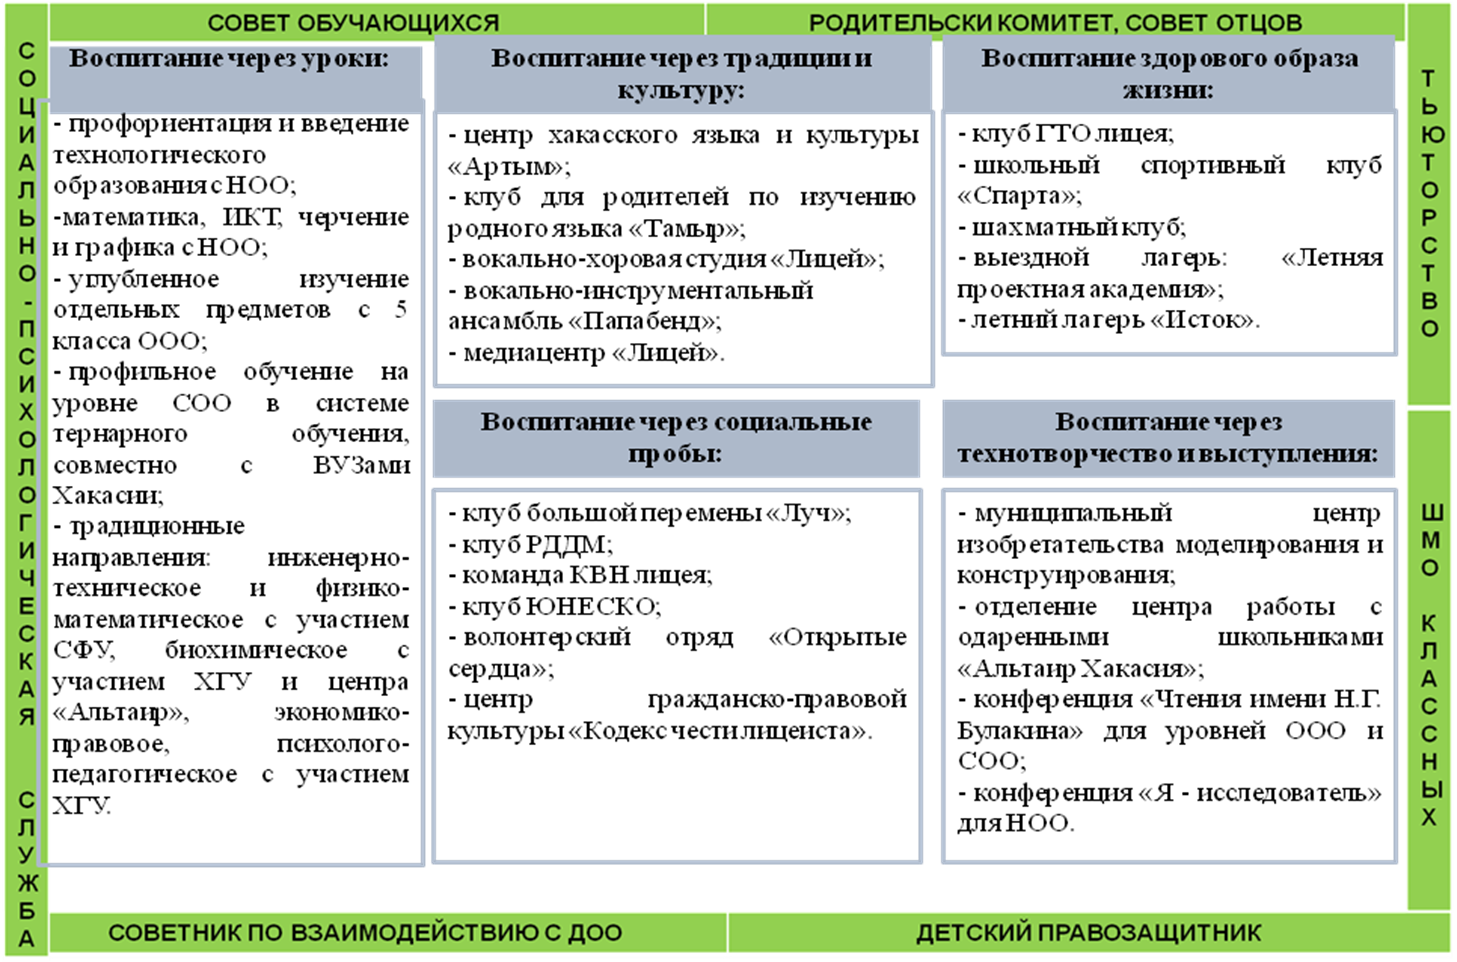 СОВЕТ ОБУЧАЮЩИХСЯ
РОДИТЕЛЬСКИ КОМИТЕТ, СОВЕТ ОТЦОВ
СОЦИАЛЬНО-ПСИХОЛОГИЧЕСКАЯ СЛУЖБА
Воспитание через уроки:
- профориентация и введение
технологического
образования с НОО;
-математика, ИКТ, черчение
и графика с НОО;
- углубленное изучение
отдельных предметов с 5
класса ООО;
- профильное обучение на
уровне СОО в системе
тернарного обучения,
совместно с ВУЗами
Хакасии;
- традиционные
направления: инженерно-
техническое и физико-
математическое с участием
СФУ, биохимическое с
участием ХГУ и центра
«Альтаир», экономико-
правовое, психолого-
педагогическое с участием
ХГУ.
Воспитание через традиции и
культуру:
- центр хакасского языка и культуры
«Артым»;
- клуб для родителей по изучению
родного языка «Тамыр»;
- вокально-хоровая студия «Лицей»;
- вокально-инструментальный
ансамбль «Папабенд»;
- медиацентр «Лицей».
Воспитание здорового образа
жизни:
- клуб ГТО лицея;
- школьный спортивный клуб
«Спарта»;
- шахматный клуб;
- выездной лагерь: «Летняя
проектная академия»;
- летний лагерь «Исток».
Воспитание через социальные
пробы:
- клуб большой перемены «Луч»;
- клуб РДДМ;
- команда КВН лицея;
- клуб ЮНЕСКО;
- волонтерский отряд «Открытые
сердца»;
- центр гражданско-правовой
культуры «Кодекс чести лицеиста».
Воспитание через
технотворчество и выступления:
- муниципальный центр
изобретательства моделирования и
конструирования;
- отделение центра работы с
одаренными школьниками
«Альтаир Хакасия»;
- конференция «Чтения имени Н.Г.
Булакина» для уровней ООО и
СОО;
- конференция «Я - исследователь»
для НОО.
ТЬЮТОРСТВО
ШМО КЛАССНЫХ
СОВЕТНИК ПО ВЗАИМОДЕЙСТВИЮ С ДОО
ДЕТСКИЙ ПРАВОЗАЩИТНИК